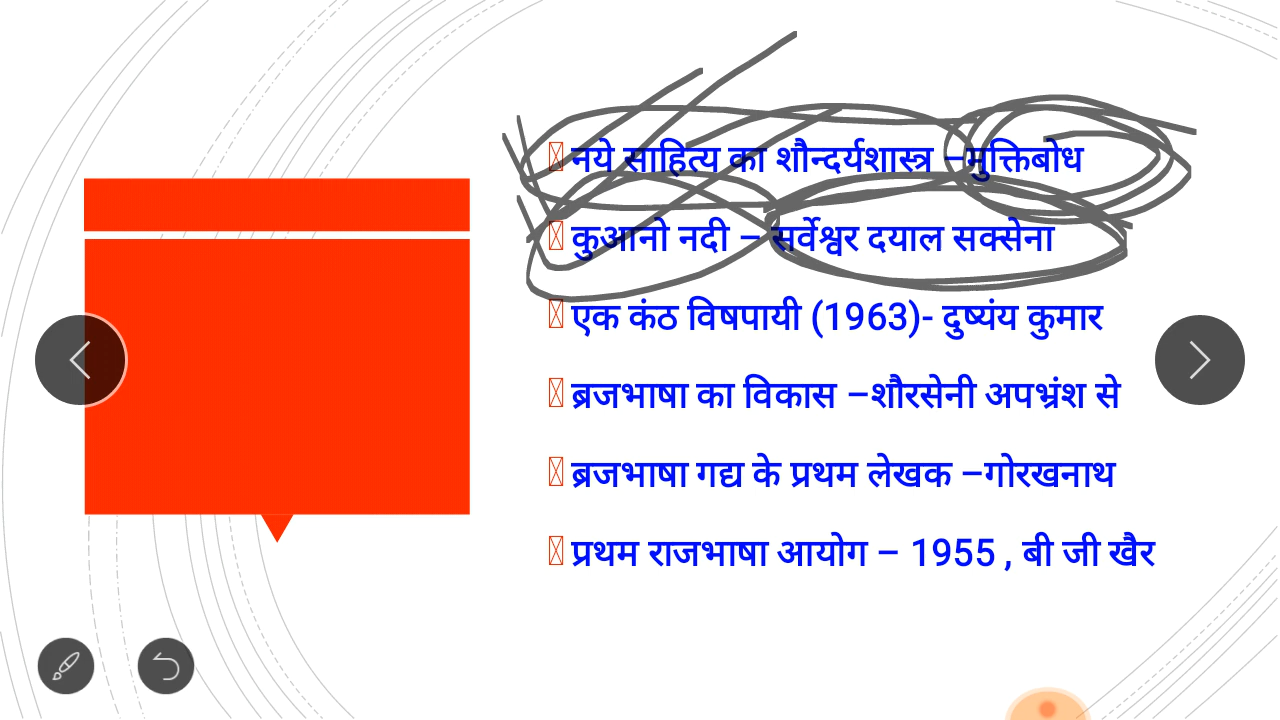 नये साहित्य का शौन्दर्यशास्त्र –मुक्तिबोध
कुआनो नदी – सर्वेश्वर दयाल सक्सेना
एक कंठ विषपायी (1963)- दुष्यंय कुमार
ब्रजभाषा का विकास –शौरसेनी अपभ्रंश से
ब्रजभाषा गद्य के प्रथम लेखक –गोरखनाथ
प्रथम राजभाषा आयोग – 1955 , बी जी खैर